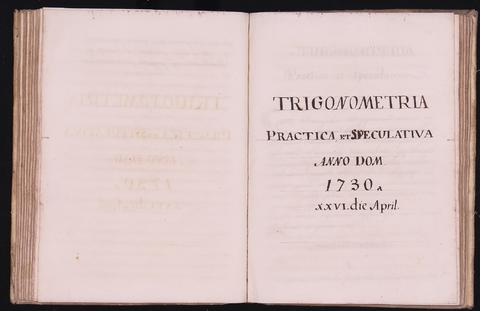 TRIGONOMETRIA
PRACTICA ET SPECULATIVA
ANNO DOM
1730
XXVI. die April.